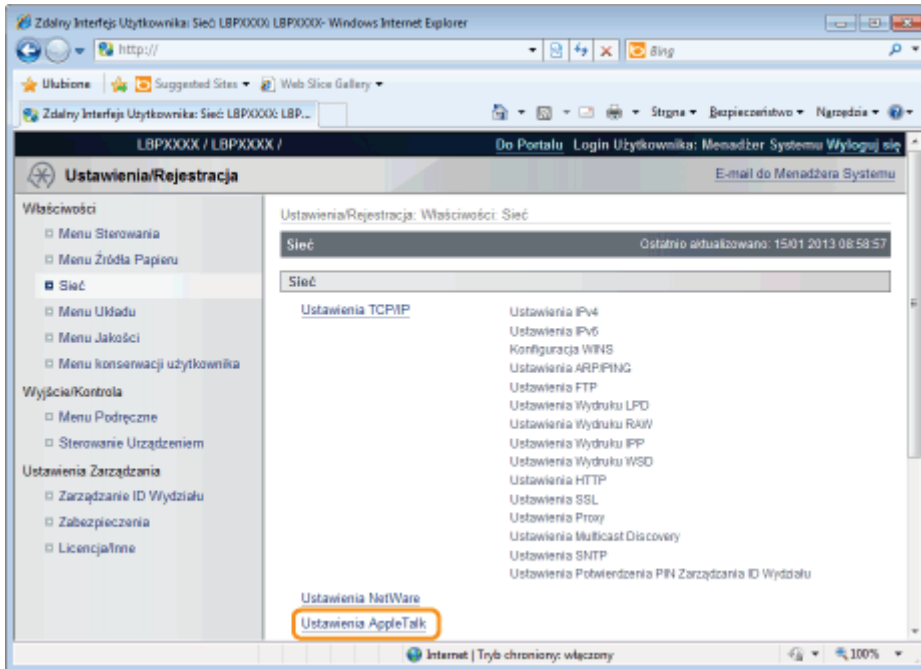 Zdalny Interfejs Użytkownika: Sieć: LBPXXXX: LBPXXXX - Windows Internet Explorer
http://
Bing
Ulubione Suggested Sites Web Slice Gallery
Zdalny Interfejs Użytkownika: Sieć: LBPXXXX: LBP... Strona Bezpieczeństwo Narzędzia
LBPXXXX / LBPXXXX / Do Portalu Login Użytkownika: Menadżer Systemu Wyloguj się
Ustawienia/Rejestracja E-mail do Menadżera Systemu
Właściwości
Menu Sterowania
Menu Źródła Papieru
Sieć
Menu Układu
Menu Jakości
Menu konserwacji użytkownika
Wyjście/Kontrola
Menu Podręczne
Sterowanie Urządzeniem
Ustawienia Zarządzania
Zarządzanie ID Wydziału
Zabezpieczenia
Licencja/Inne
Ustawienia/Rejestracja: Właściwości: Sieć
Sieć Ostatnio aktualizowano: 15/01 2013 08:58:57
Sieć
Ustawienia TCP/IP
Ustawienia IPv4
Ustawienia IPv6
Konfiguracja WINS
Ustawienia ARP/PING
Ustawienia FTP
Ustawienia Wydruku LPD
Ustawienia Wydruku RAW
Ustawienia Wydruku IPP
Ustawienia Wydruku WSD
Ustawienia HTTP
Ustawienia SSL
Ustawienia Proxy
Ustawienia Multicast Discovery
Ustawienia SNTP
Ustawienia Potwierdzenia PIN Zarządzania ID Wydziału
Ustawienia NetWare
Ustawienia AppleTalk
Internet | Tryb chroniony: włączony 100%